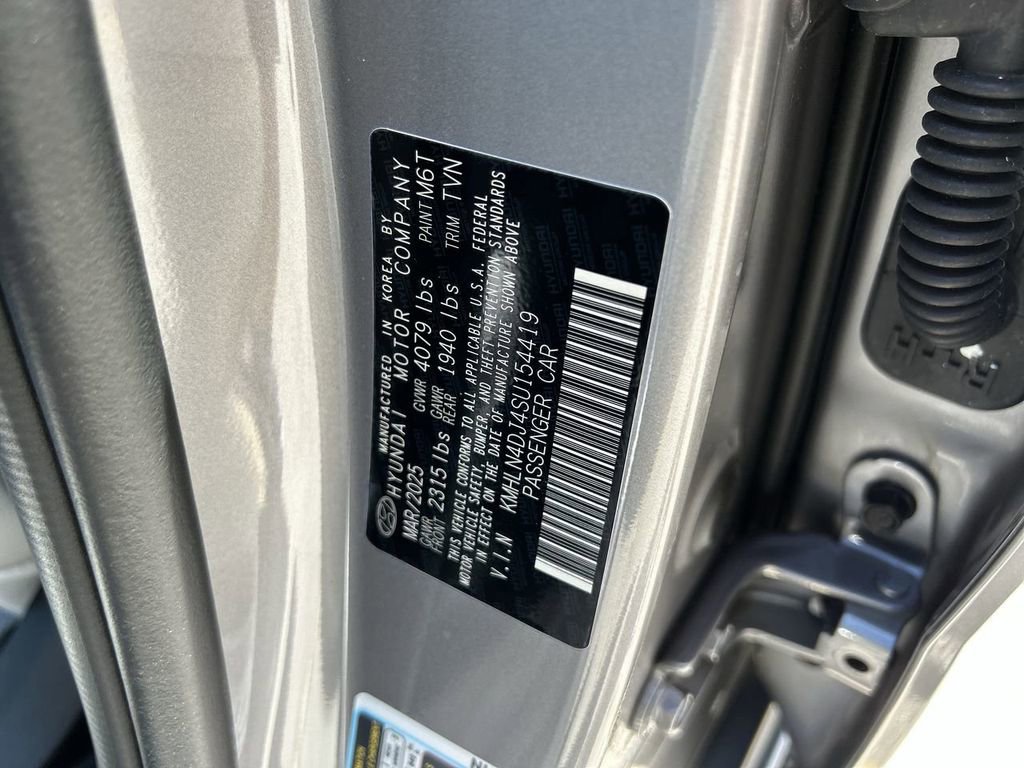 MANUFACTURED IN KOREA BY
HYUNDAI MOTOR COMPANY
MAR/2025 GVWR 4079 lbs PAINT M6T
GAWR FRONT 2315 lbs GAWR REAR 1940 lbs TRIM TVN
THIS VEHICLE CONFORMS TO ALL APPLICABLE U.S.A. FEDERAL
MOTOR VEHICLE SAFETY, BUMPER, AND THEFT PREVENTION STANDARDS
IN EFFECT ON THE DATE OF MANUFACTURE SHOWN ABOVE
V.I.N KMHLN4DJ4SU154419
PASSENGER CAR